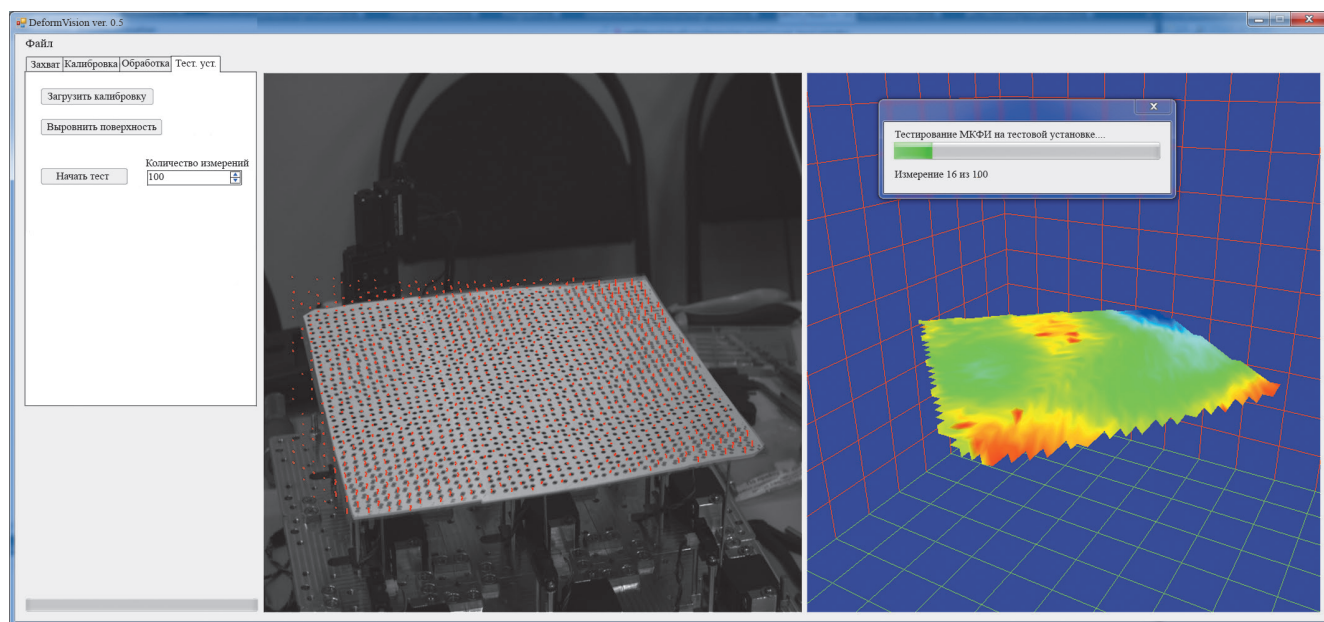 DeformVision ver. 0.5
Файл
Захват Калибровка Обработка Тест. уст.
Загрузить калибровку
Выровнить поверхность
Количество измерений
Начать тест 100
Тестирование МКФИ на тестовой установке....
Измерение 16 из 100